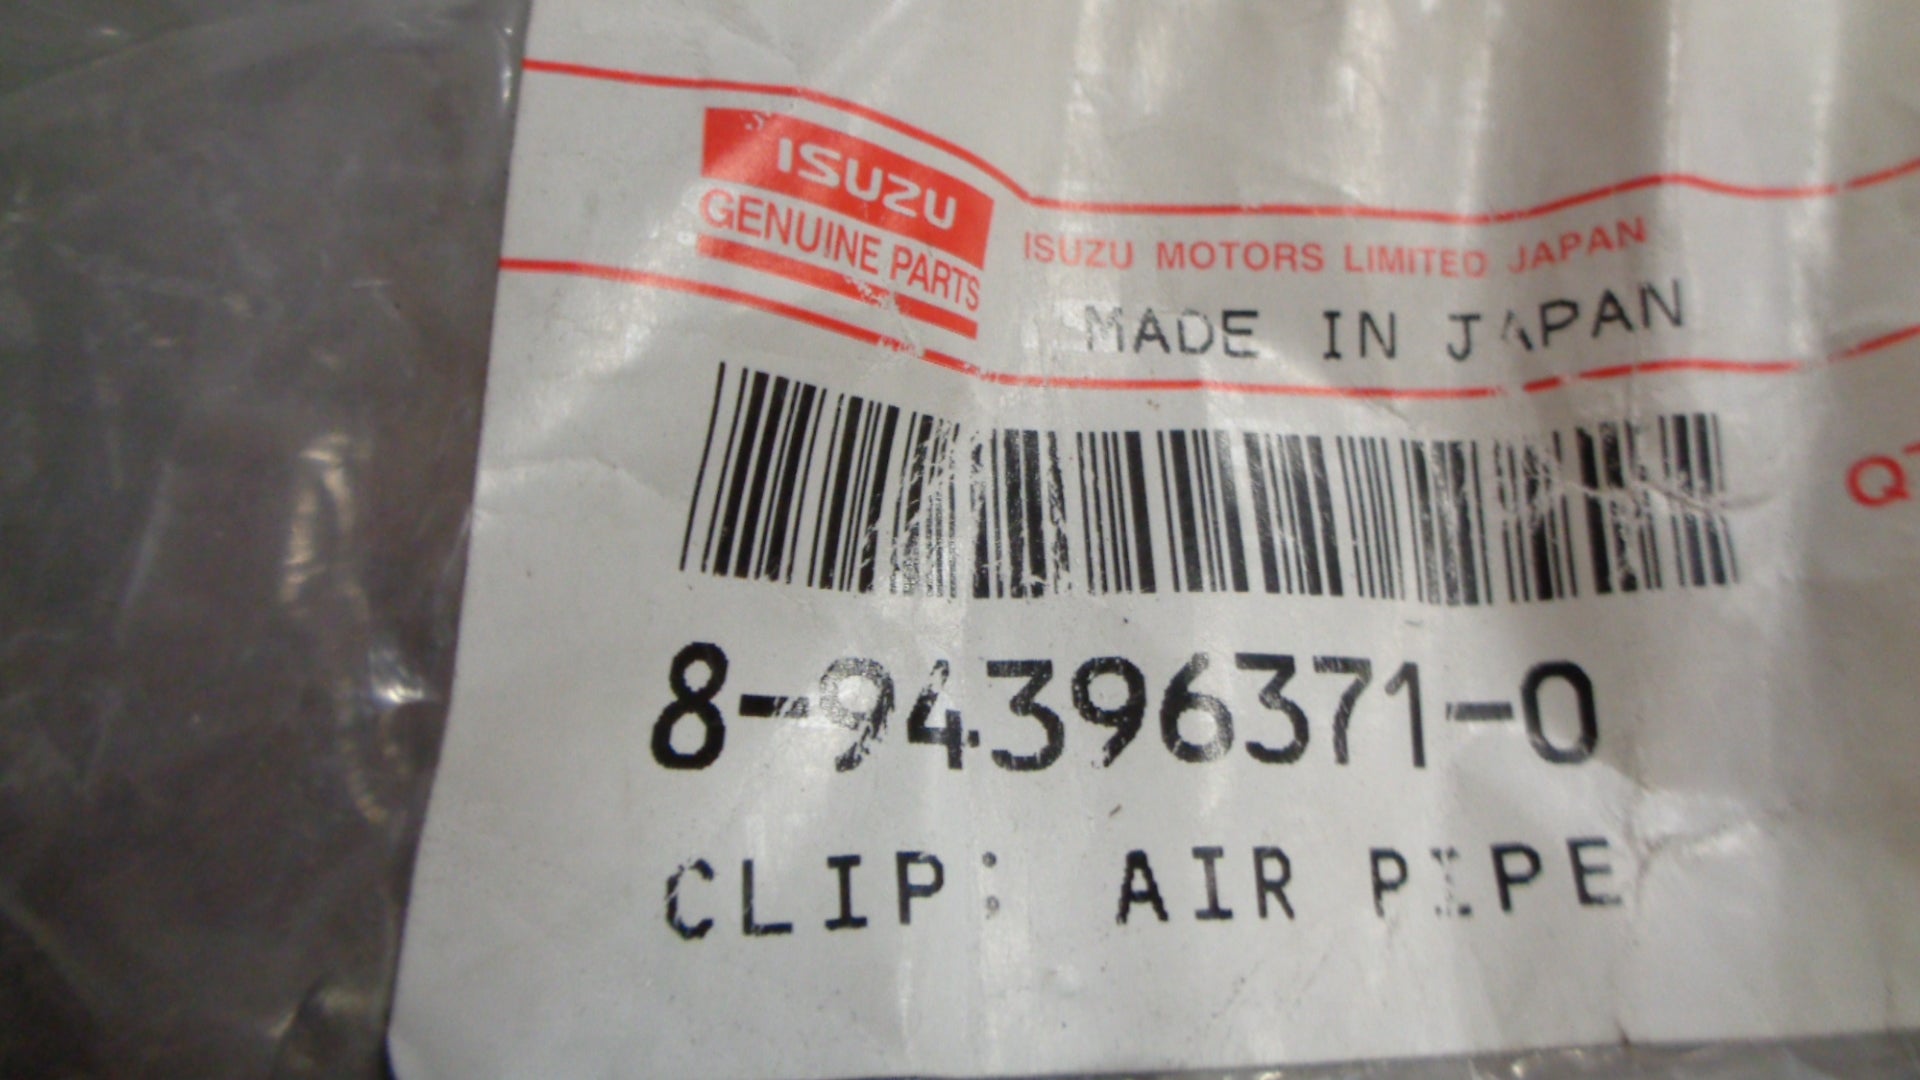 ISUZU
GENUINE PARTS
ISUZU MOTORS LIMITED JAPAN
MADE IN JAPAN
8-94396371-0
CLIP; AIR PIPE